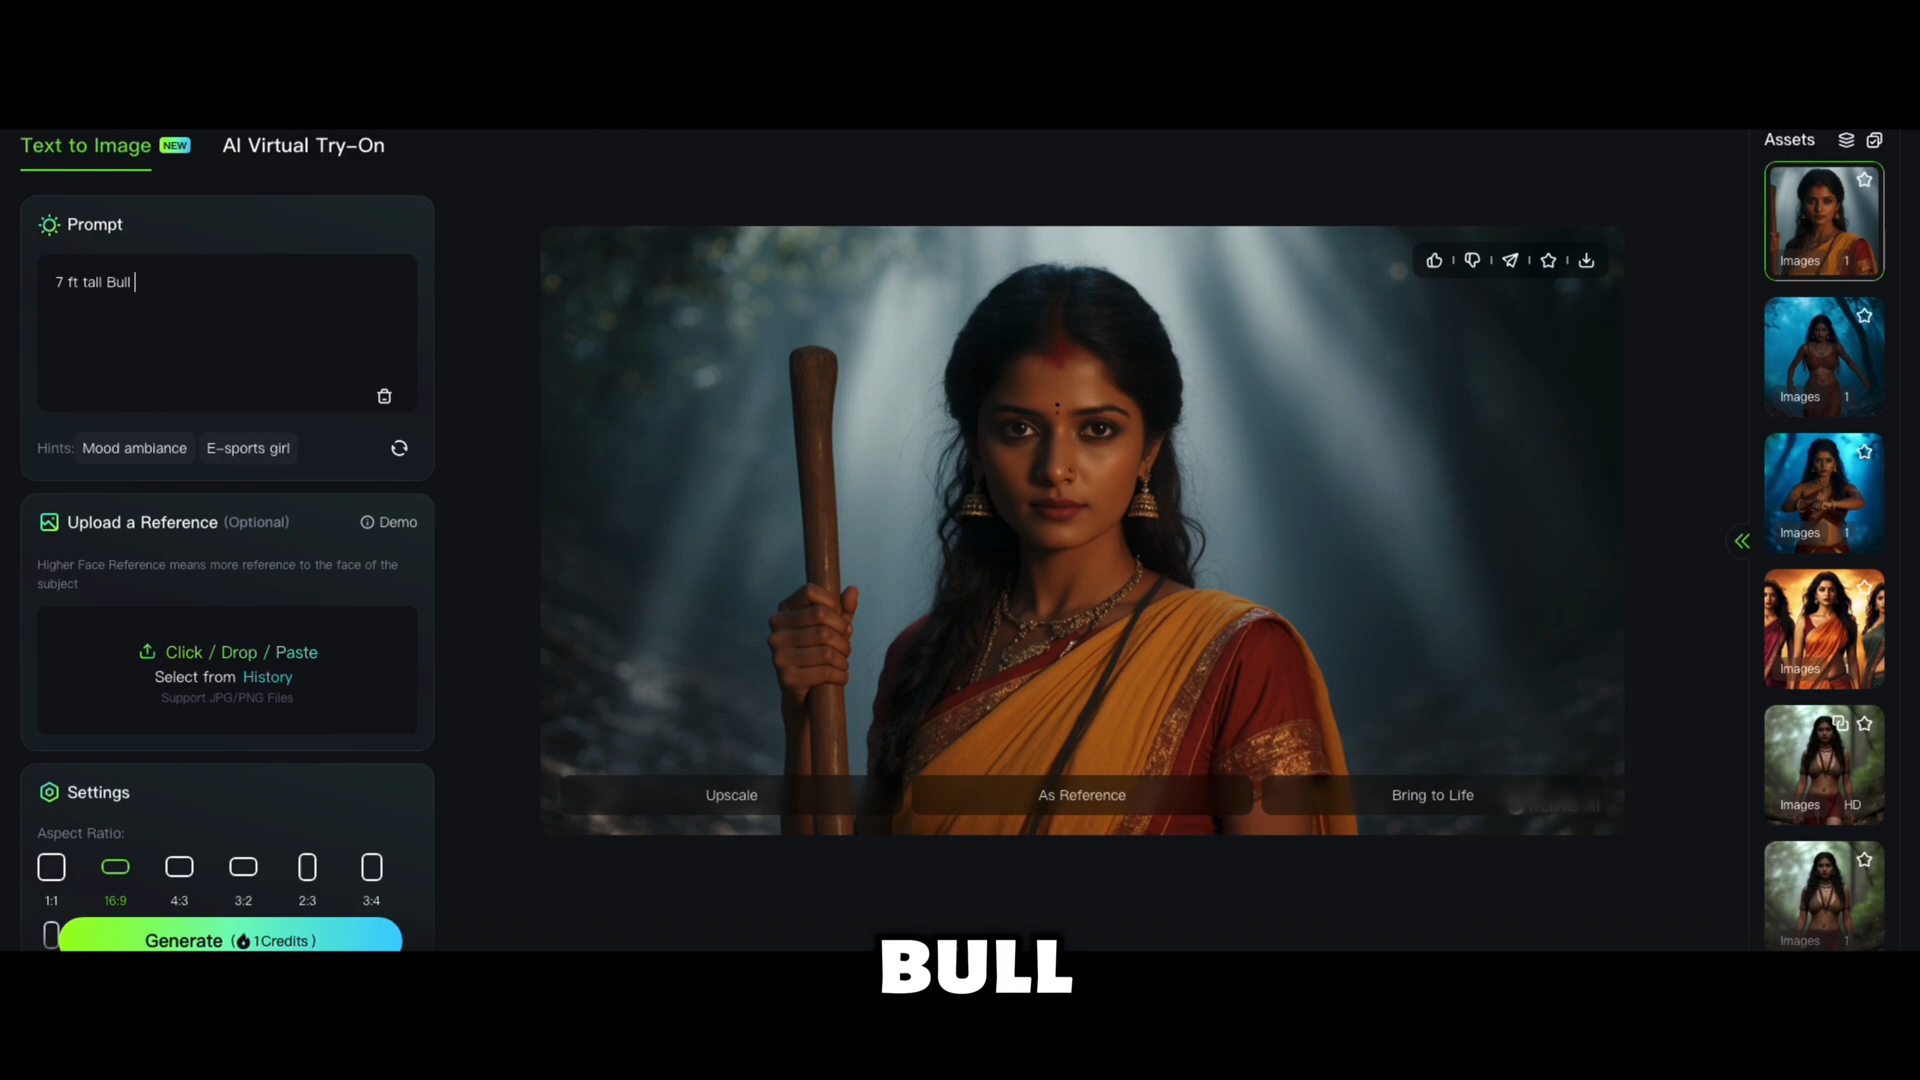 Text to Image NEW AI Virtual Try-On
Assets
Prompt
7 ft tall Bull
Hints: Mood ambiance E-sports girl
Upload a Reference (Optional) Demo
Higher Face Reference means more reference to the face of the
subject
Click / Drop / Paste
Select from History
Support JPG/PNG Files
Settings
Aspect Ratio:
1:1 16:9 4:3 3:2 2:3 3:4
Generate ( 1Credits )
Upscale As Reference Bring to Life
KLING AI
Images 1
Images 1
Images 1
Images 1
Images HD
Images 1
BULL